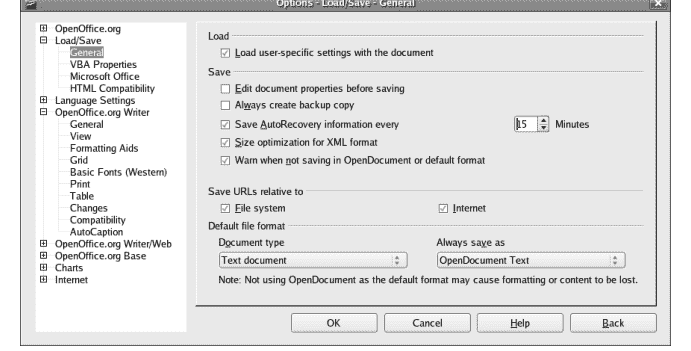 Options - Load/Save - General
OpenOffice.org
Load/Save
General
VBA Properties
Microsoft Office
HTML Compatibility
Language Settings
OpenOffice.org Writer
General
View
Formatting Aids
Grid
Basic Fonts (Western)
Print
Table
Changes
Compatibility
AutoCaption
OpenOffice.org Writer/Web
OpenOffice.org Base
Charts
Internet
Load
Load user-specific settings with the document
Save
Edit document properties before saving
Always create backup copy
Save AutoRecovery information every 15 Minutes
Size optimization for XML format
Warn when not saving in OpenDocument or default format
Save URLs relative to
File system Internet
Default file format
Document type Always save as
Text document OpenDocument Text
Note: Not using OpenDocument as the default format may cause formatting or content to be lost.
OK Cancel Help Back